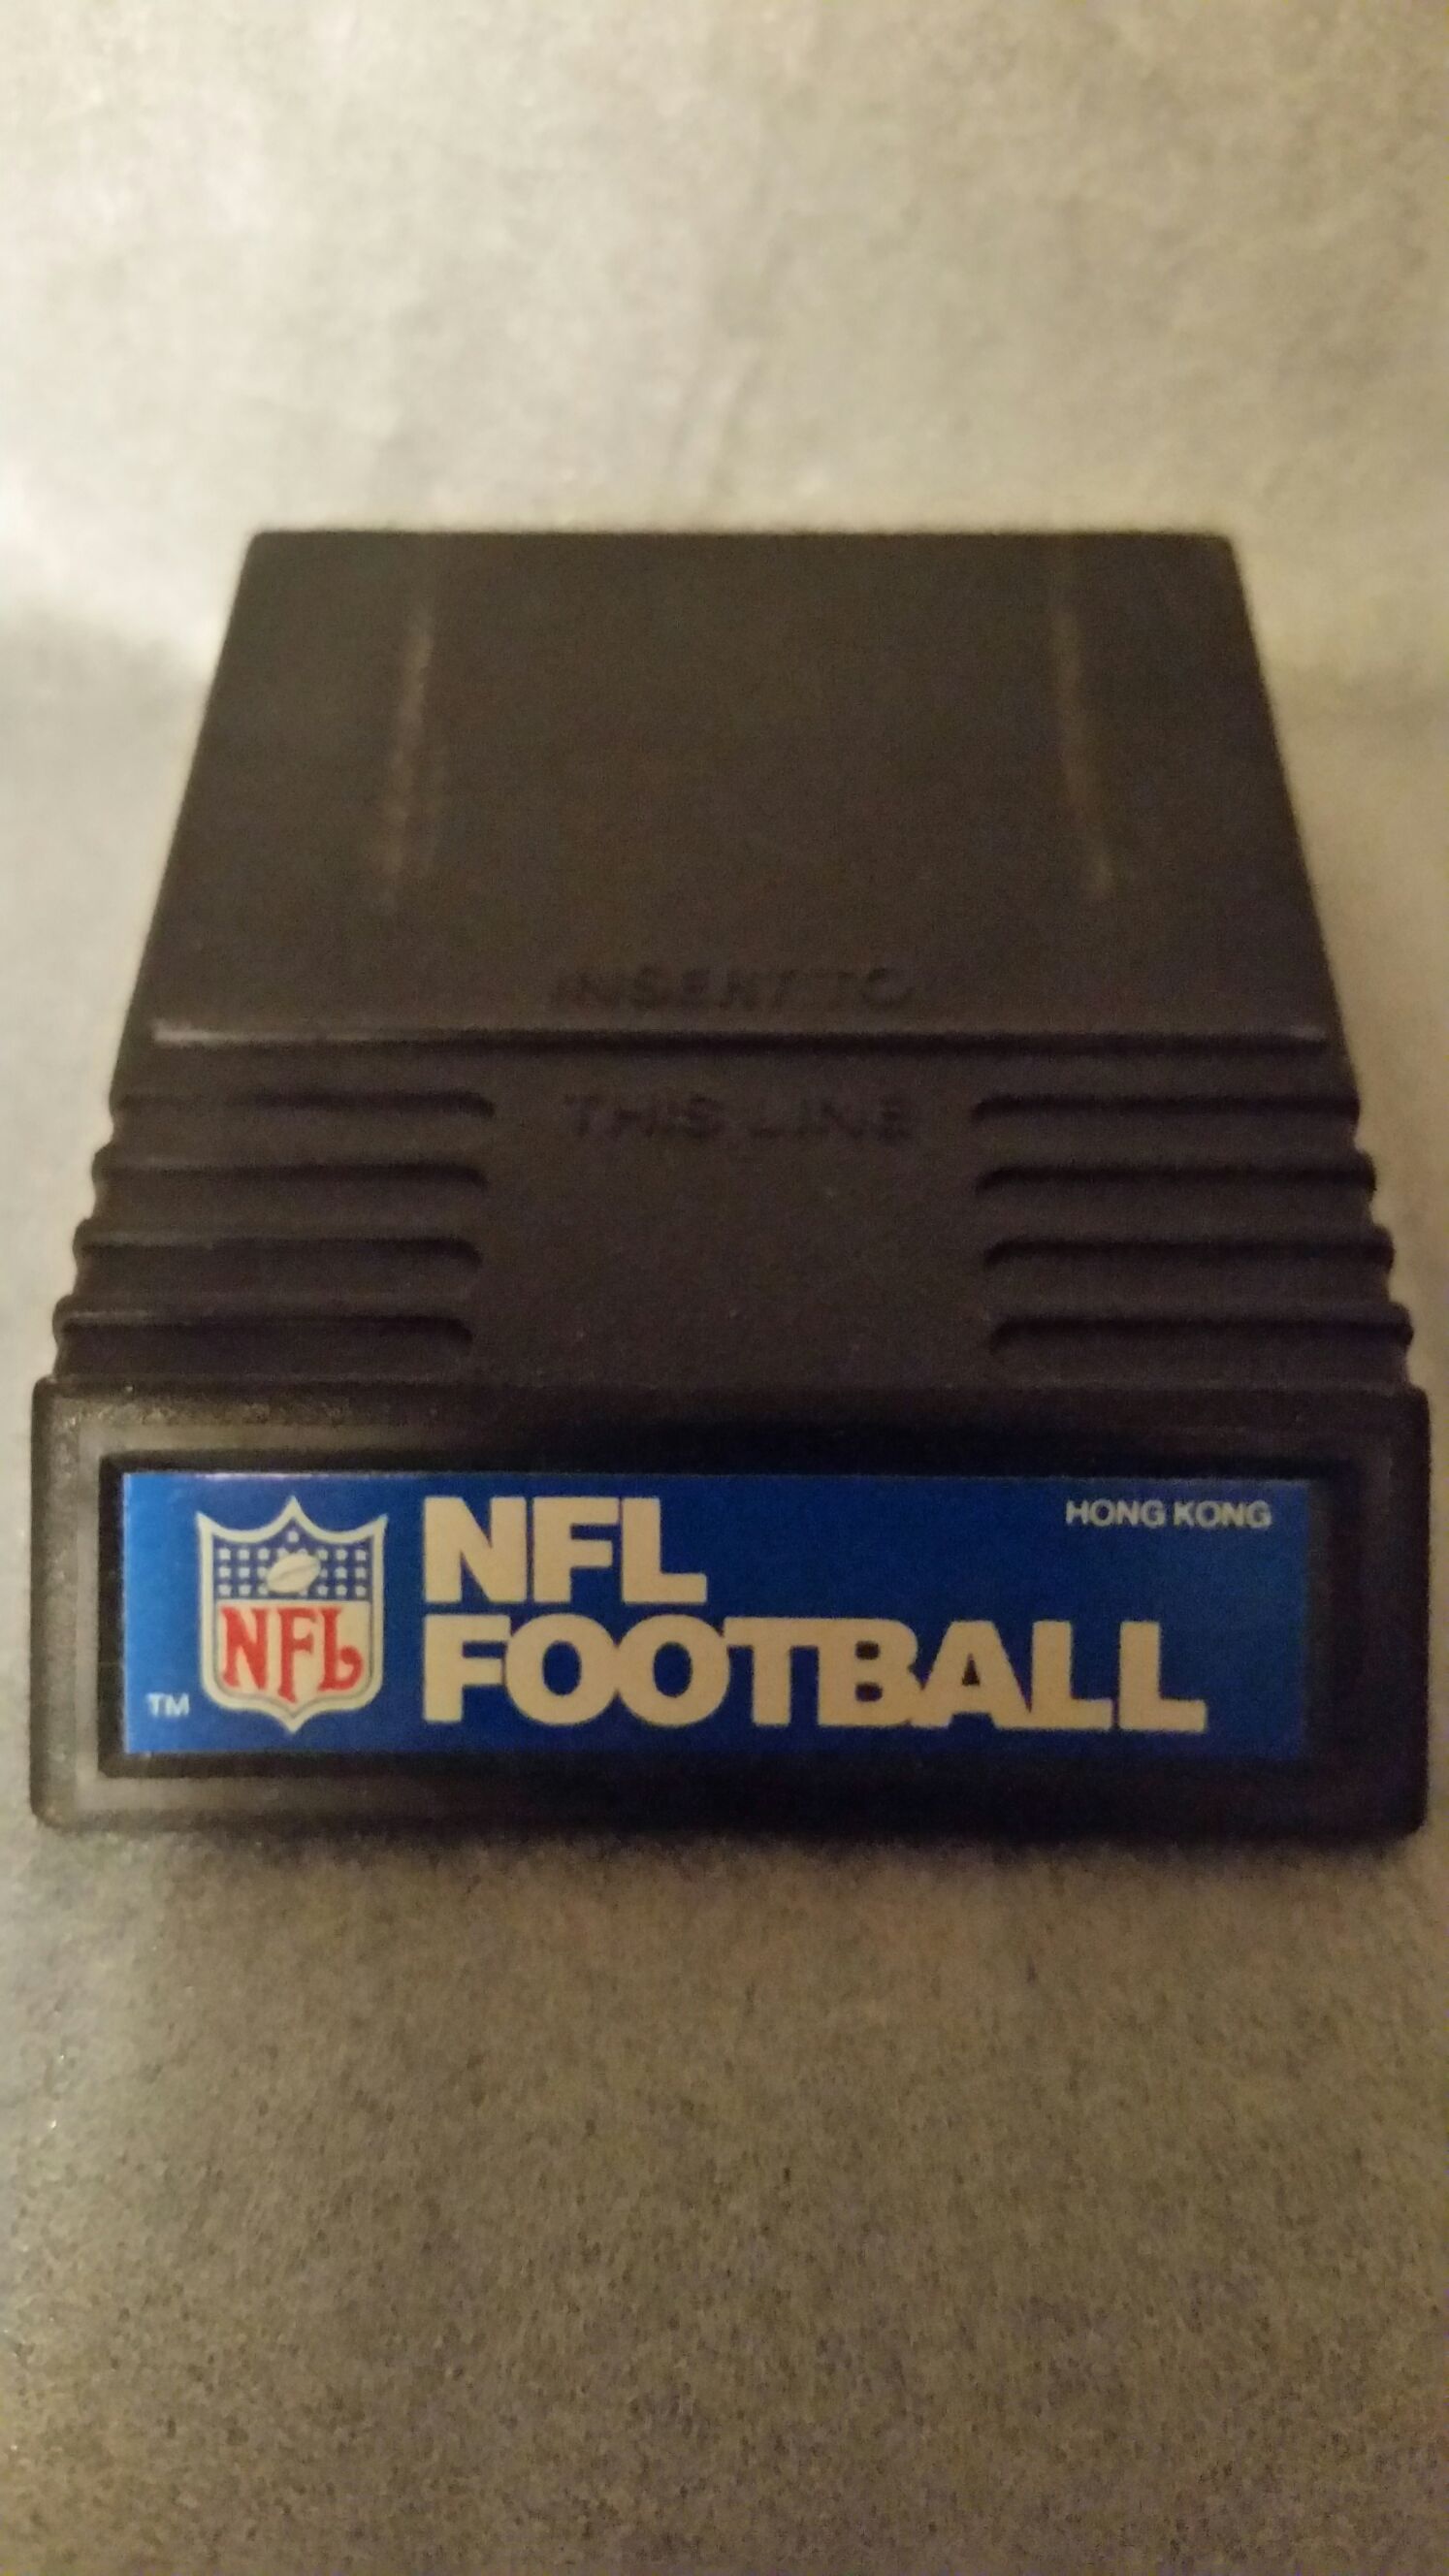 INSERT TO
THIS LINE
HONG KONG
NFL
FOOTBALL
NFL
TM